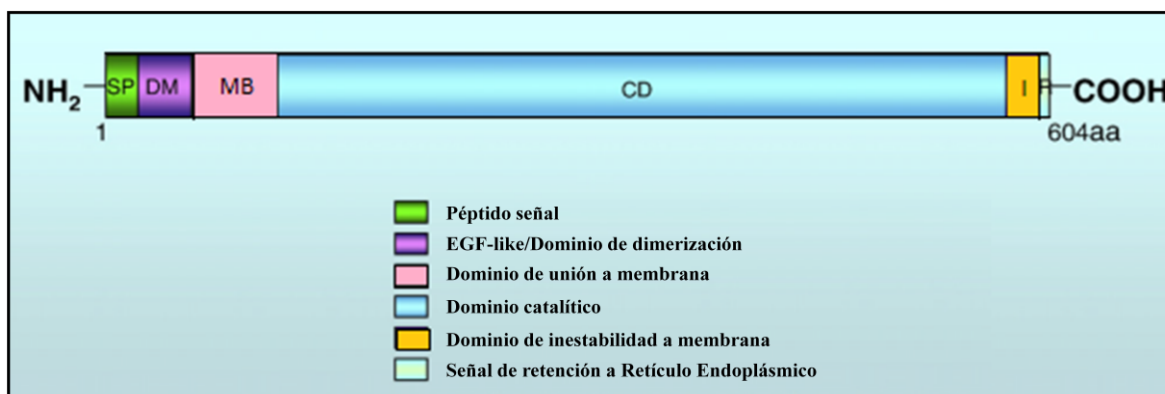 NH₂ SP DM MB CD I R COOH
1 604aa
Péptido señal
EGF-like/Dominio de dimerización
Dominio de unión a membrana
Dominio catalítico
Dominio de inestabilidad a membrana
Señal de retención a Retículo Endoplásmico